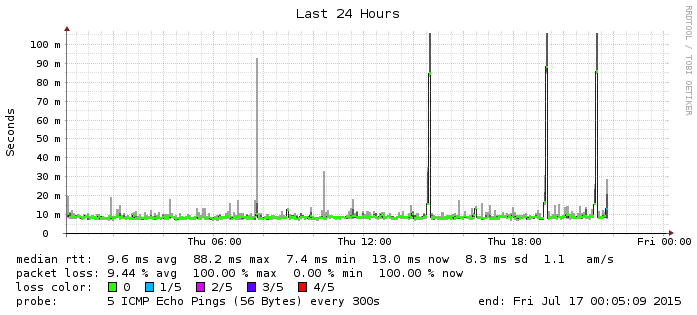 Last 24 Hours
RRDTOOL / TOBI OETIKER
Seconds
100 m
90 m
80 m
70 m
60 m
50 m
40 m
30 m
20 m
10 m
0
Thu 06:00 Thu 12:00 Thu 18:00 Fri 00:00
median rtt: 9.6 ms avg 88.2 ms max 7.4 ms min 13.0 ms now 8.3 ms sd 1.1 am/s
packet loss: 9.44 % avg 100.00 % max 0.00 % min 100.00 % now
loss color: 0 1/5 2/5 3/5 4/5
probe: 5 ICMP Echo Pings (56 Bytes) every 300s end: Fri Jul 17 00:05:09 2015